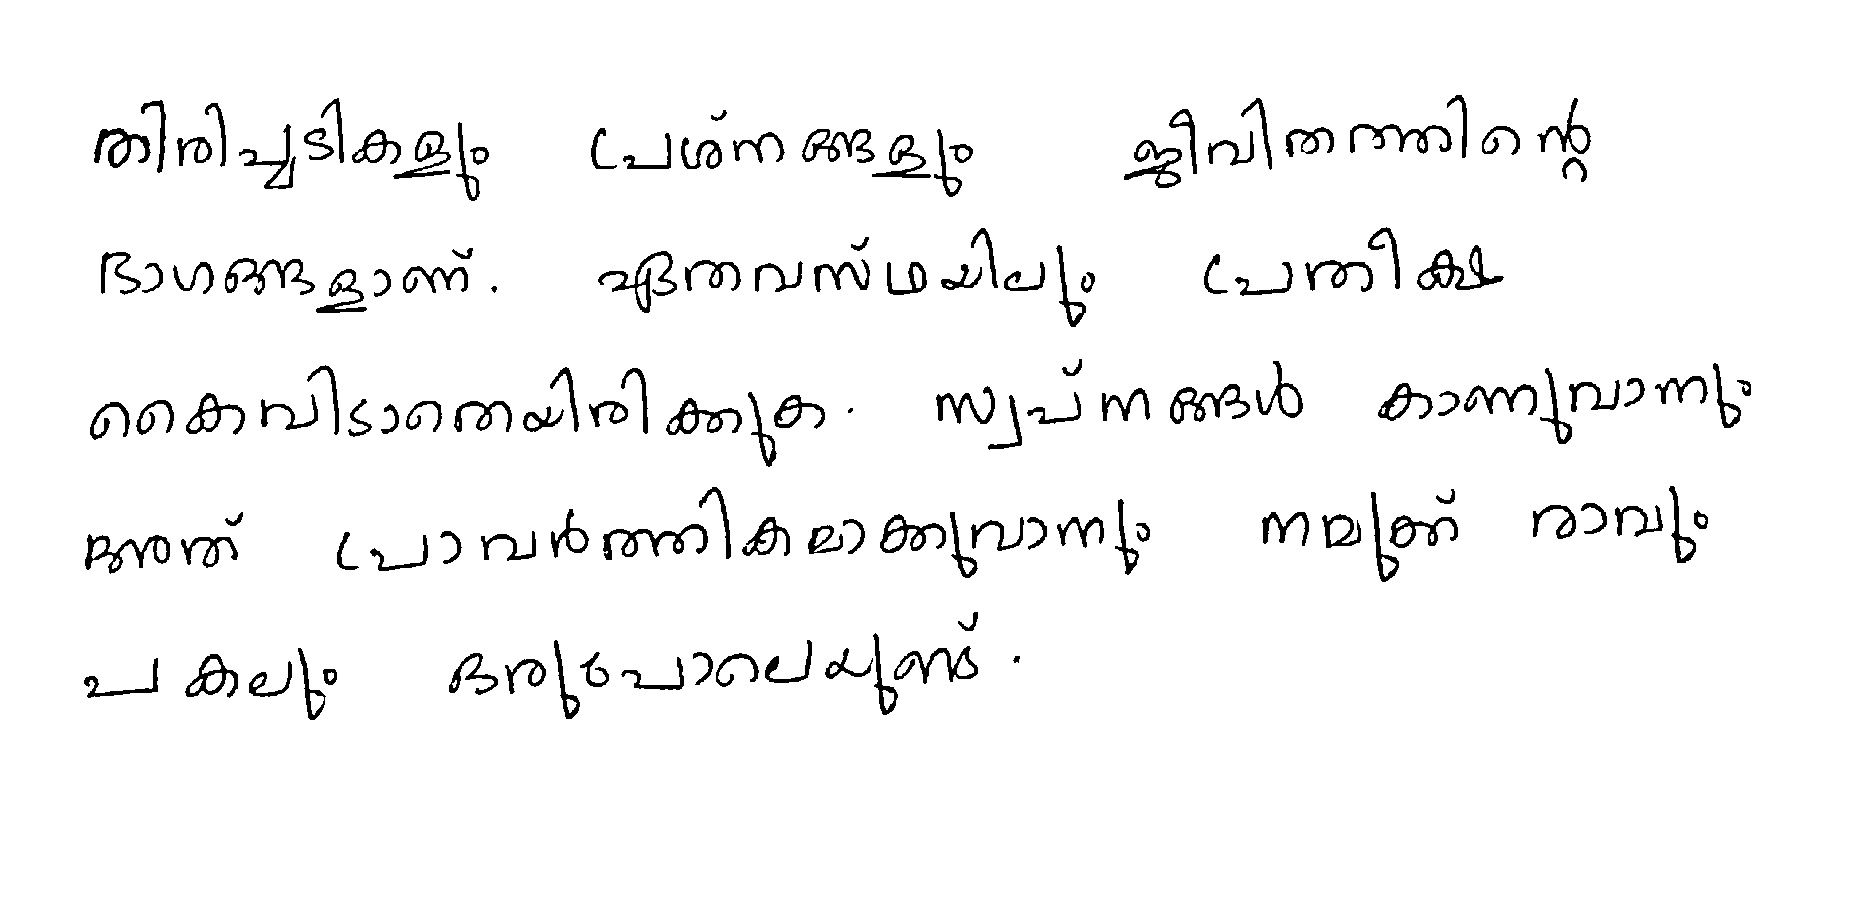 തിരിച്ചടികളും പ്രശ്നങ്ങളും ജീവിതത്തിന്റെ
ഭാഗങ്ങളാണ്. ഏതവസ്ഥയിലും പ്രതീക്ഷ
കൈവിടാതെയിരിക്കുക. സ്വപ്നങ്ങൾ കാണുവാനും
അത് പ്രാവർത്തികമാക്കുവാനും നമുക്ക് രാവും
പകലും ഒരുപോലെയുണ്ട്.